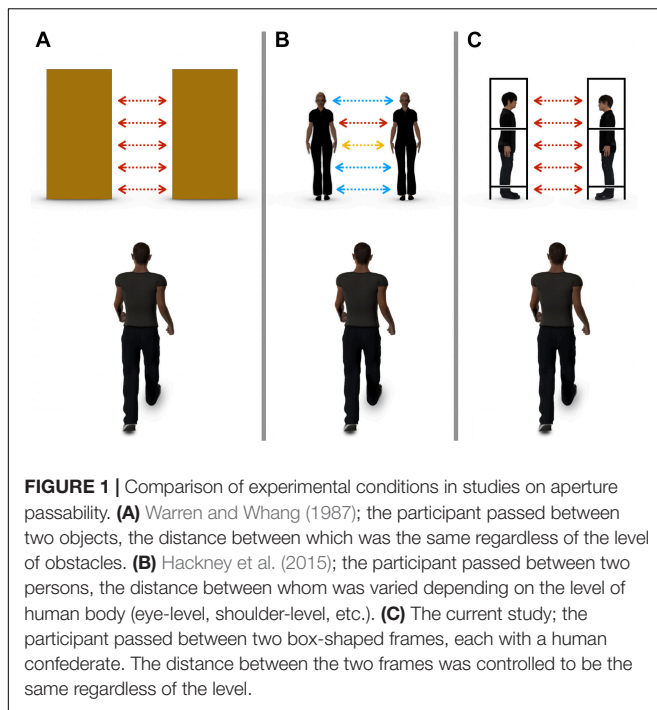 A
B
C
FIGURE 1 | Comparison of experimental conditions in studies on aperture
passability. (A) Warren and Whang (1987); the participant passed between
two objects, the distance between which was the same regardless of the level
of obstacles. (B) Hackney et al. (2015); the participant passed between two
persons, the distance between whom was varied depending on the level of
human body (eye-level, shoulder-level, etc.). (C) The current study; the
participant passed between two box-shaped frames, each with a human
confederate. The distance between the two frames was controlled to be the
same regardless of the level.